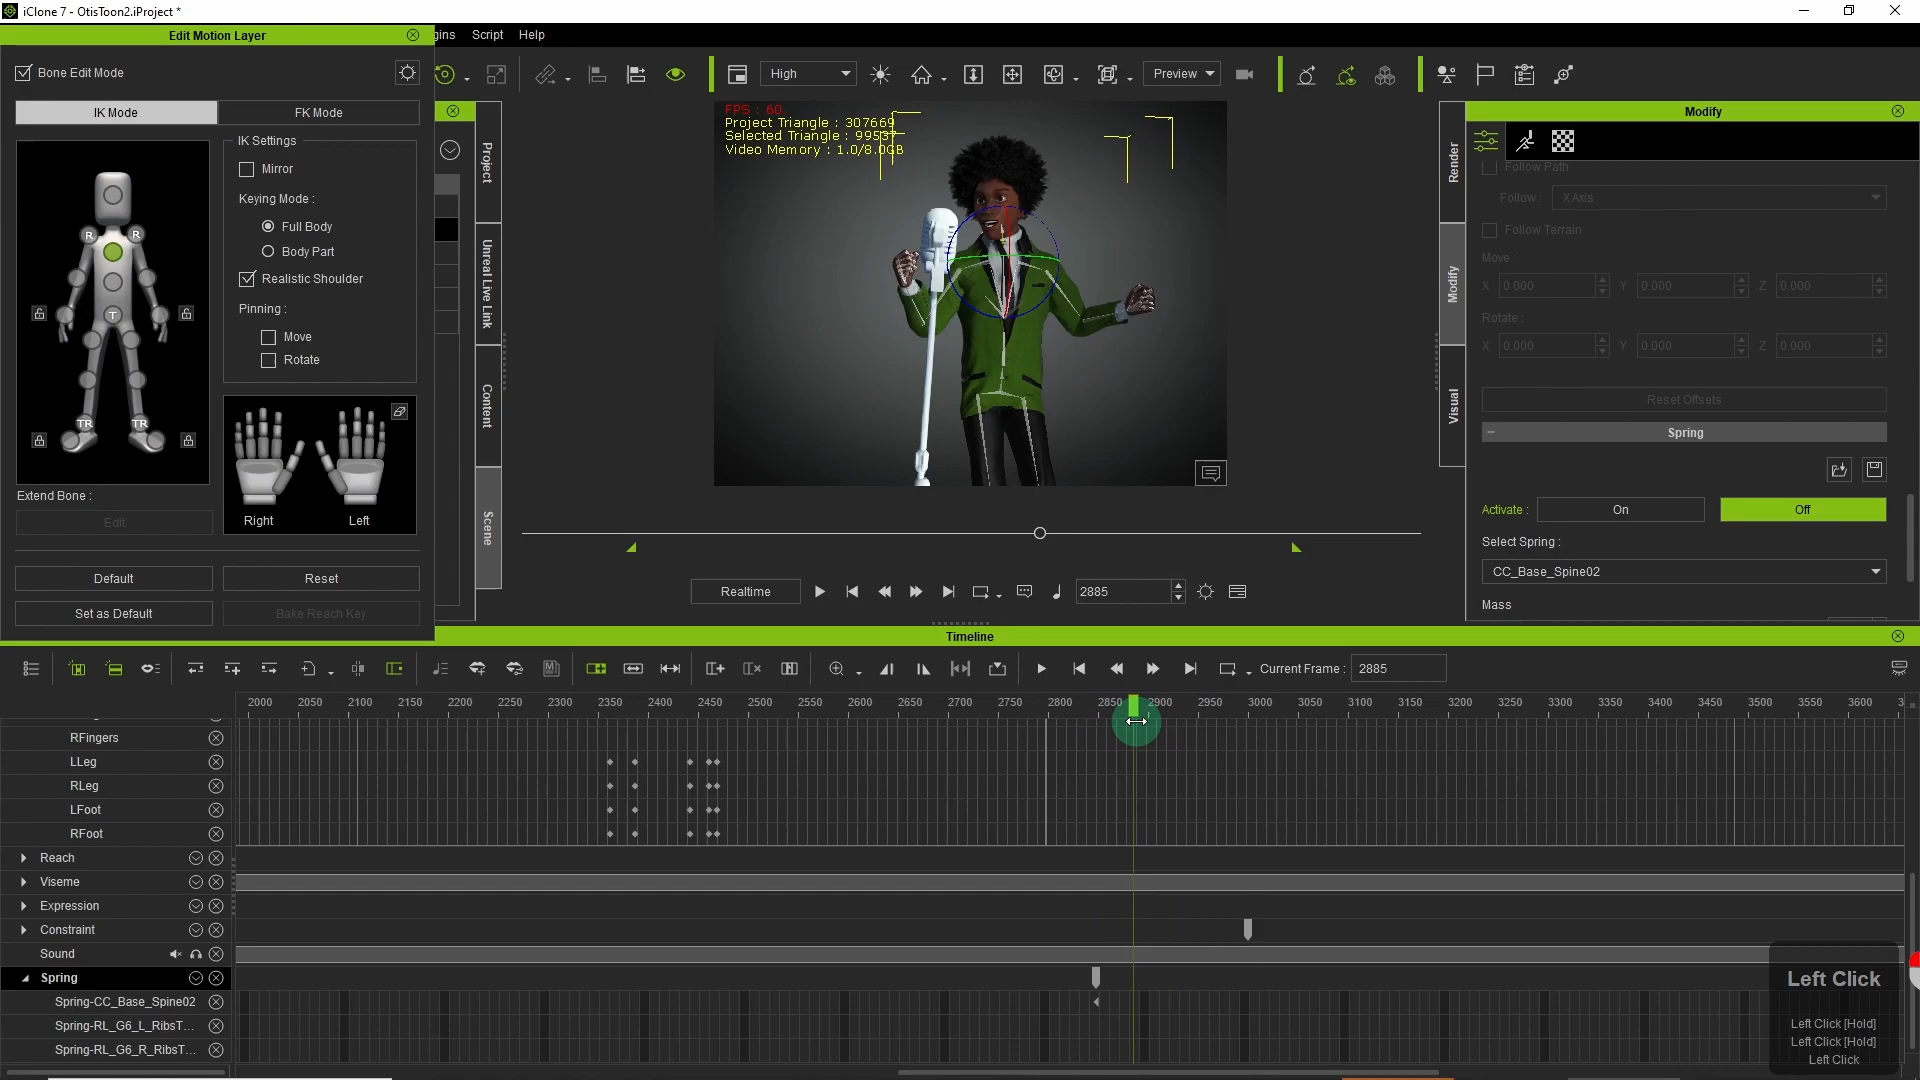 iClone 7 - OtisToon2.iProject *
Edit Motion Layer
gins Script Help
Bone Edit Mode
High
Preview
IK Mode
FK Mode
IK Settings
Mirror
Keying Mode :
Full Body
Body Part
Realistic Shoulder
Pinning :
Move
Rotate
R
R
T
TR
TR
Right
Left
Extend Bone :
Edit
Default
Reset
Set as Default
Bake Reach Key
Project
Unreal Live Link
Content
Scene
FPS : 60
Project Triangle : 307669
Selected Triangle : 99537
Video Memory : 1.0/8.0GB
Render
Modify
Visual
Modify
Follow Path
Follow : X Axis
Follow Terrain
Move :
X 0.000 Y 0.000 Z 0.000
Rotate :
X 0.000 Y 0.000 Z 0.000
Reset Offsets
Spring
Activate : On Off
Select Spring :
CC_Base_Spine02
Mass
Realtime
2885
Timeline
Current Frame : 2885
2000 2050 2100 2150 2200 2250 2300 2350 2400 2450 2500 2550 2600 2650 2700 2750 2800 2850 2900 2950 3000 3050 3100 3150 3200 3250 3300 3350 3400 3450 3500 3550 3600 3
RFingers
LLeg
RLeg
LFoot
RFoot
Reach
Viseme
Expression
Constraint
Sound
Spring
Spring-CC_Base_Spine02
Spring-RL_G6_L_RibsT...
Spring-RL_G6_R_RibsT...
Left Click
Left Click [Hold]
Left Click [Hold]
Left Click